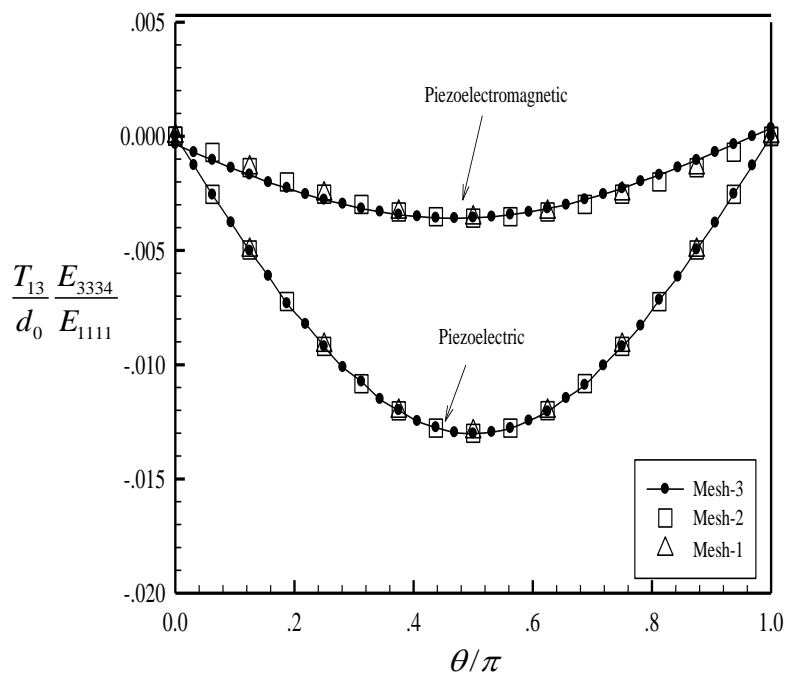 .005
0.000
-.005
-.010
-.015
-.020
Piezoelectromagnetic
Piezoelectric
T₁₃ E₃₃₃₄
d₀ E₁₁₁₁
Mesh-3
Mesh-2
Mesh-1
0.0 .2 .4 .6 .8 1.0
θ/π